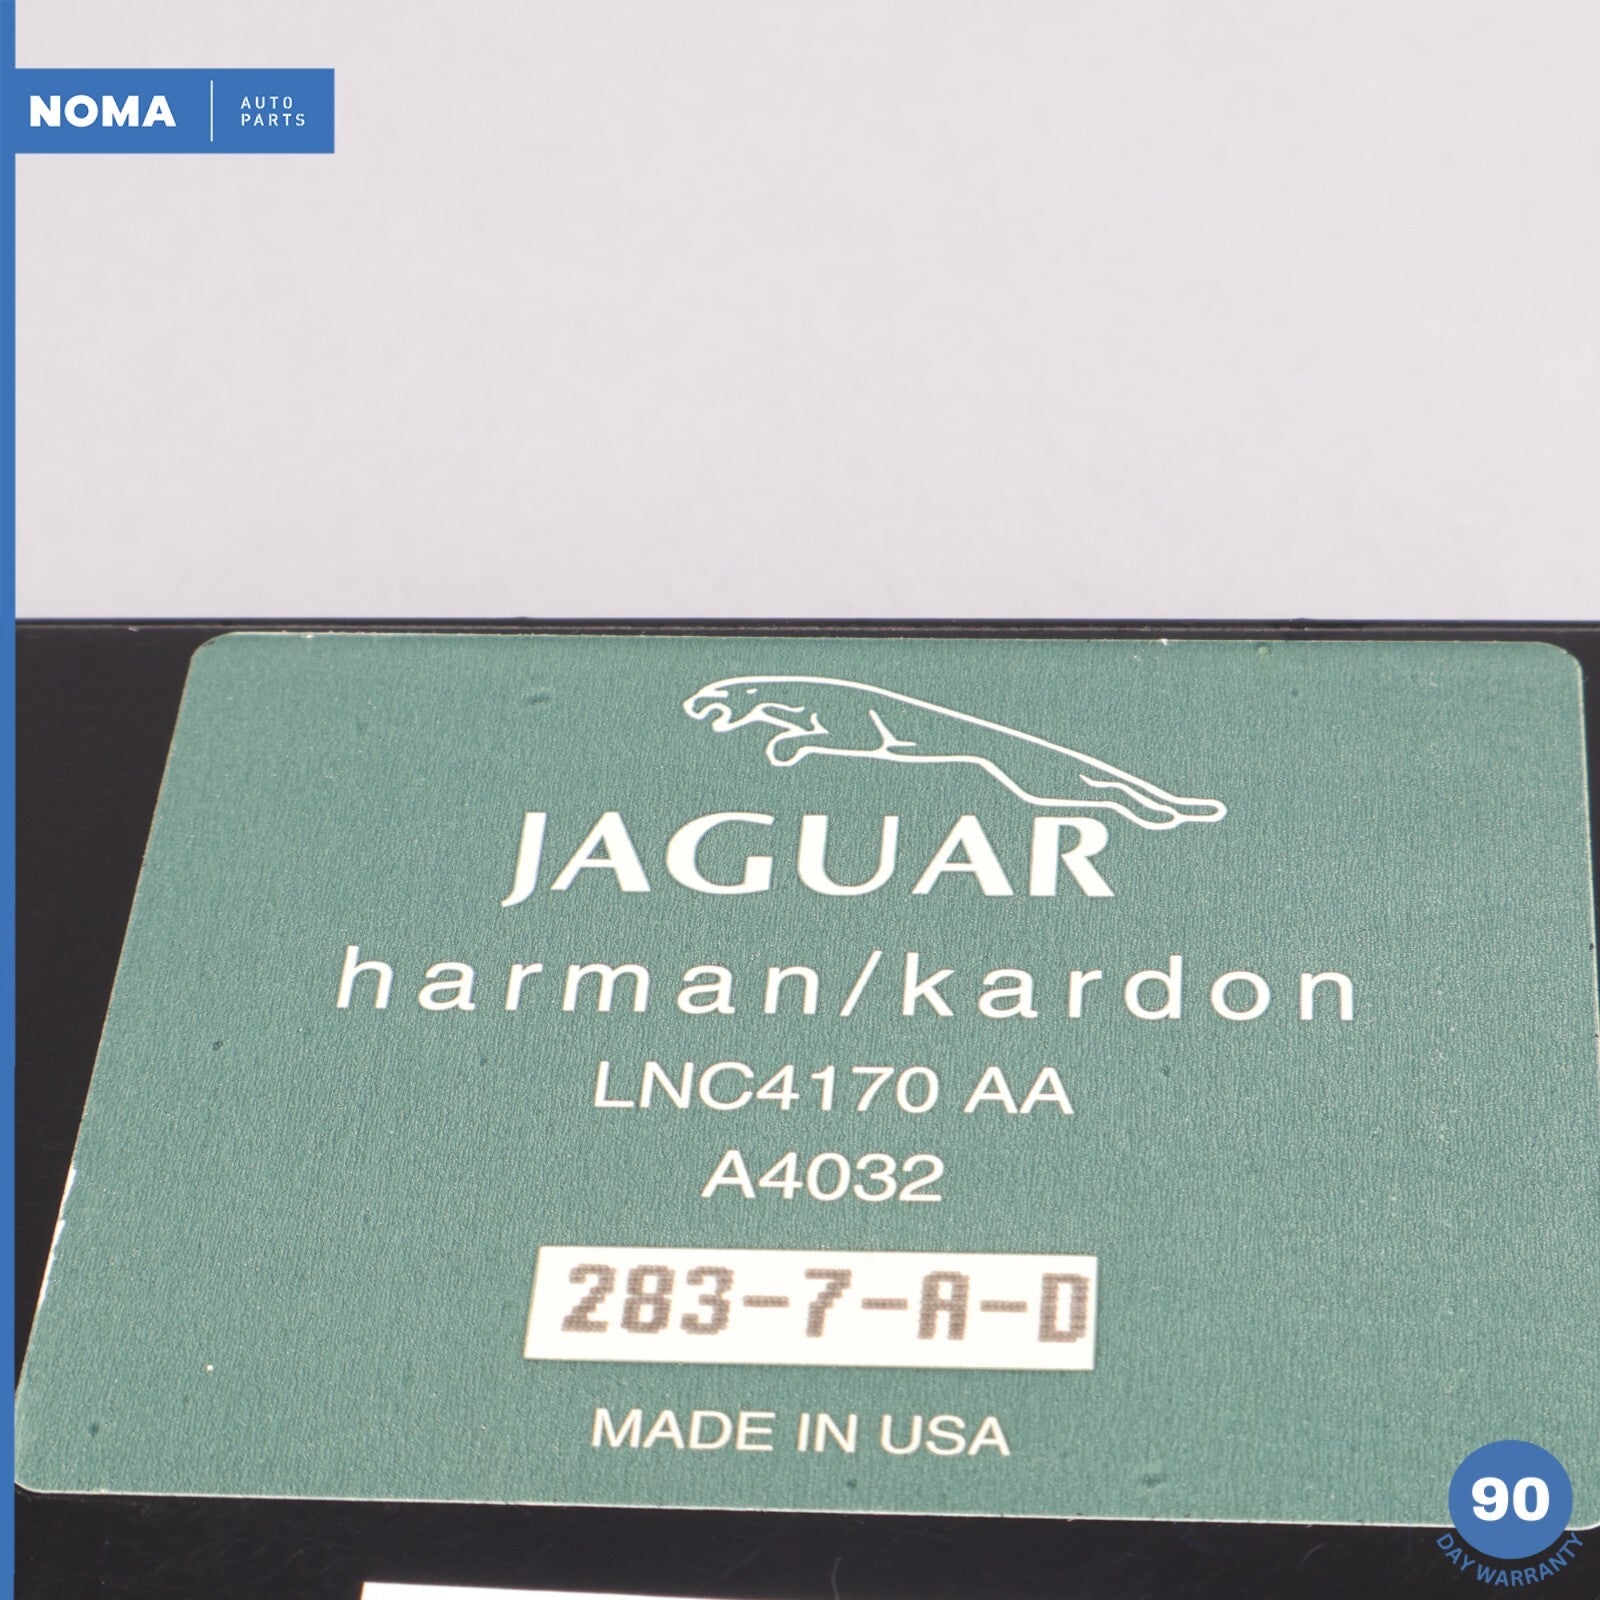 NOMA
AUTO
PARTS
JAGUAR
harman/kardon
LNC4170 AA
A4032
283-7-A-D
MADE IN USA
90
DAY WARRANTY